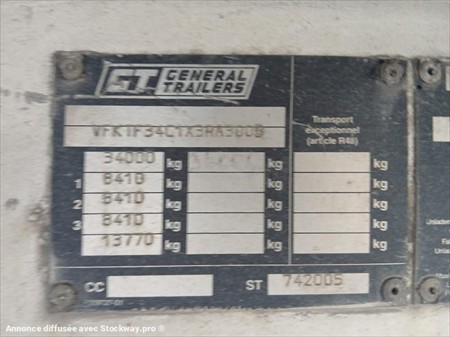 GT GENERAL
TRAILERS
Transport
exceptionnel
(article R48)
34000 kg kg kg
1 8410 kg kg kg
2 8410 kg kg kg
3 8410 kg kg kg
13770 kg kg kg
CC ST 742005
Annonce diffusée avec Stockway.pro ®